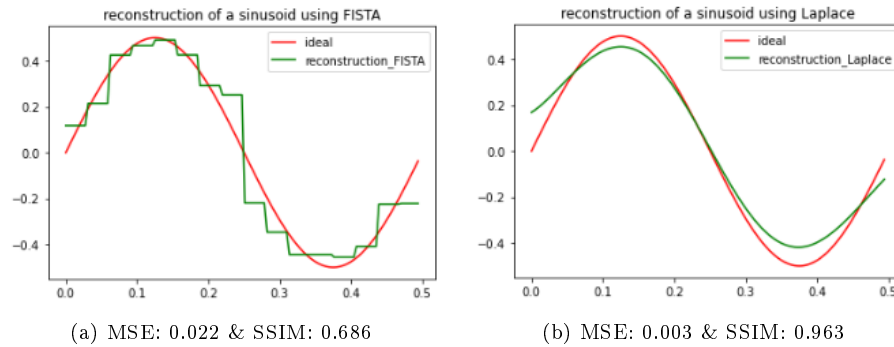 reconstruction of a sinusoid using FISTA
ideal
reconstruction_FISTA
0.4
0.2
0.0
−0.2
−0.4
0.0 0.1 0.2 0.3 0.4 0.5
(a) MSE: 0.022 & SSIM: 0.686
reconstruction of a sinusoid using Laplace
ideal
reconstruction_Laplace
0.4
0.2
0.0
−0.2
−0.4
0.0 0.1 0.2 0.3 0.4 0.5
(b) MSE: 0.003 & SSIM: 0.963